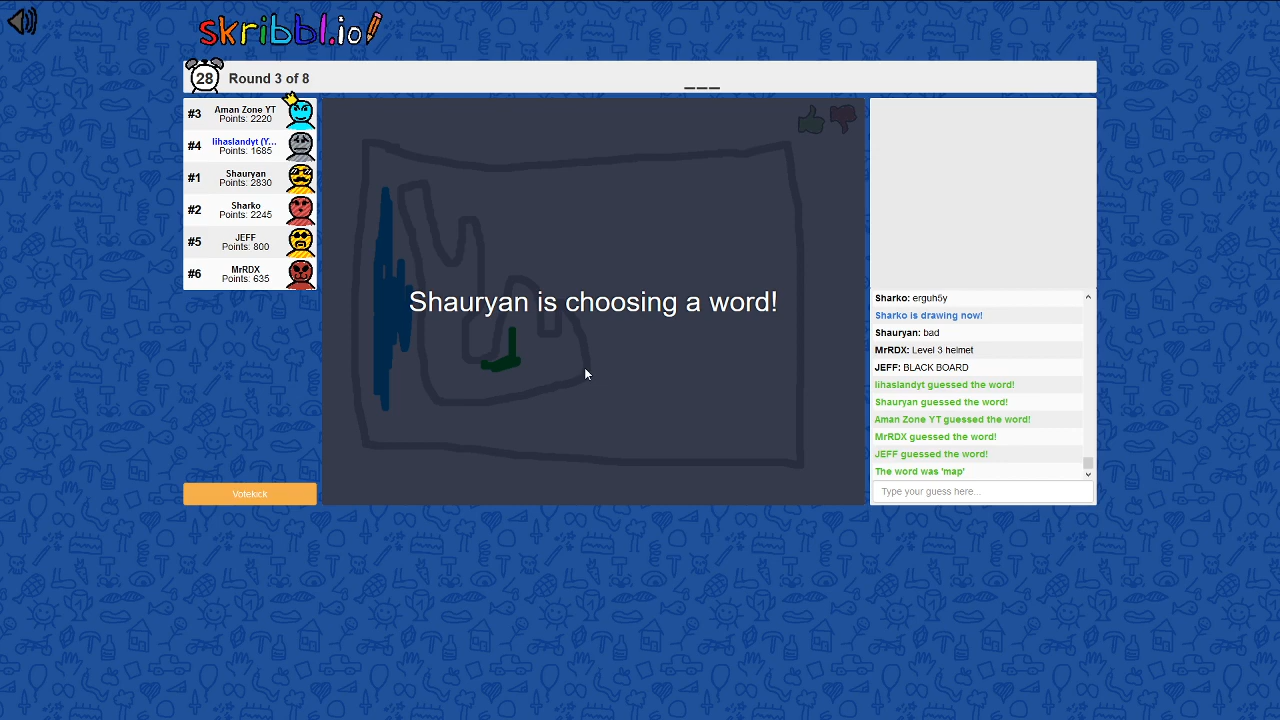 skribbl.io
28 Round 3 of 8
___
#3 Aman Zone YT
Points: 2220
#4 lihaslandyt (Y...
Points: 1685
#1 Shauryan
Points: 2830
#2 Sharko
Points: 2245
#5 JEFF
Points: 800
#6 MrRDX
Points: 635
Votekick
Shauryan is choosing a word!
Sharko: erguh5y
Sharko is drawing now!
Shauryan: bad
MrRDX: Level 3 helmet
JEFF: BLACK BOARD
lihaslandyt guessed the word!
Shauryan guessed the word!
Aman Zone YT guessed the word!
MrRDX guessed the word!
JEFF guessed the word!
The word was 'map'
Type your guess here...